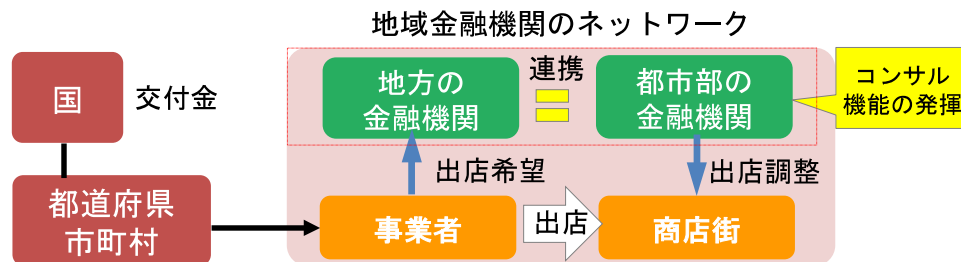 地域金融機関のネットワーク
国
交付金
地方の
金融機関
連携
都市部の
金融機関
コンサル
機能の発揮
出店希望
出店調整
都道府県
市町村
事業者
出店
商店街